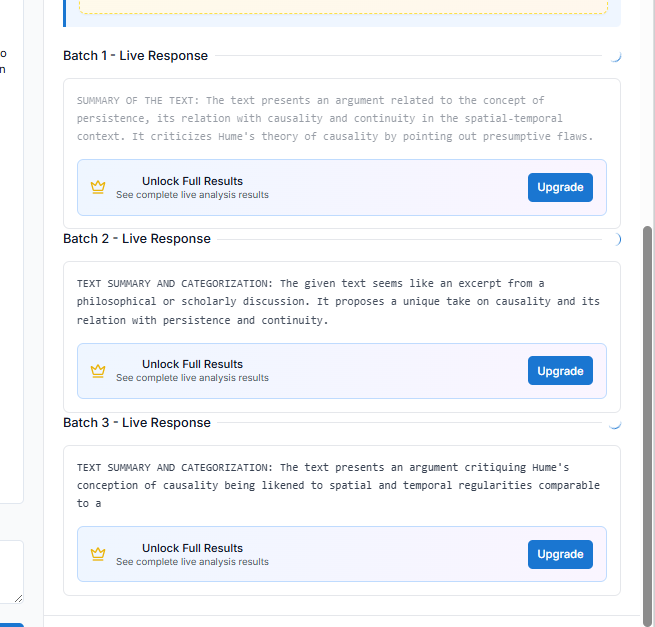 o
n
Batch 1 - Live Response
SUMMARY OF THE TEXT: The text presents an argument related to the concept of
persistence, its relation with causality and continuity in the spatial-temporal
context. It criticizes Hume's theory of causality by pointing out presumptive flaws.
Unlock Full Results
See complete live analysis results
Upgrade
Batch 2 - Live Response
TEXT SUMMARY AND CATEGORIZATION: The given text seems like an excerpt from a
philosophical or scholarly discussion. It proposes a unique take on causality and its
relation with persistence and continuity.
Unlock Full Results
See complete live analysis results
Upgrade
Batch 3 - Live Response
TEXT SUMMARY AND CATEGORIZATION: The text presents an argument critiquing Hume's
conception of causality being likened to spatial and temporal regularities comparable
to a
Unlock Full Results
See complete live analysis results
Upgrade